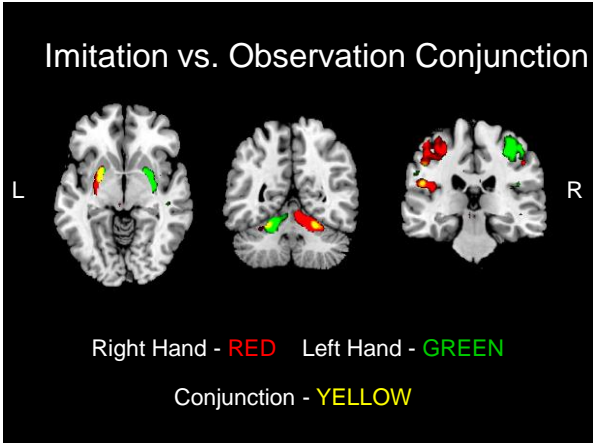 Imitation vs. Observation Conjunction
L
R
Right Hand - RED Left Hand - GREEN
Conjunction - YELLOW